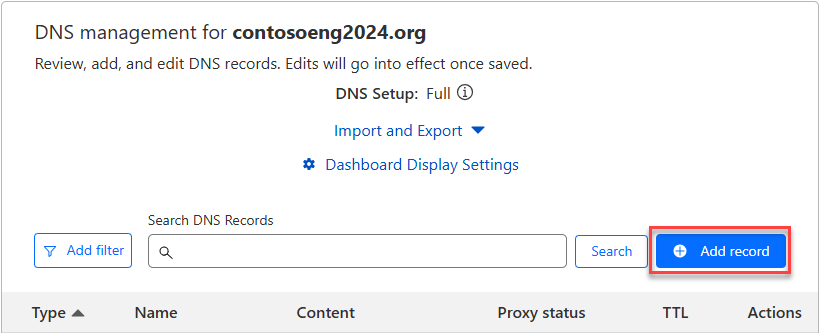 DNS management for contosoeng2024.org
Review, add, and edit DNS records. Edits will go into effect once saved.
DNS Setup: Full
Import and Export
Dashboard Display Settings
Search DNS Records
Add filter Search Add record
Type Name Content Proxy status TTL Actions